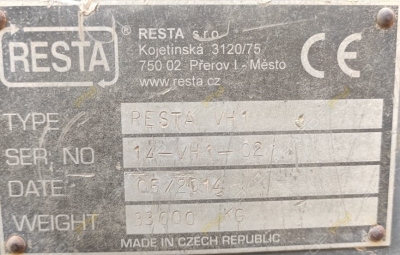 RESTA ®
RESTA s.r.o.
Kojetínská 3120/75
750 02 Přerov I - Město
www.resta.cz
CE
TYPE RESTA VH1
SER. NO 14-VH1-02
DATE 05/2014
WEIGHT 33000 KG
MADE IN CZECH REPUBLIC